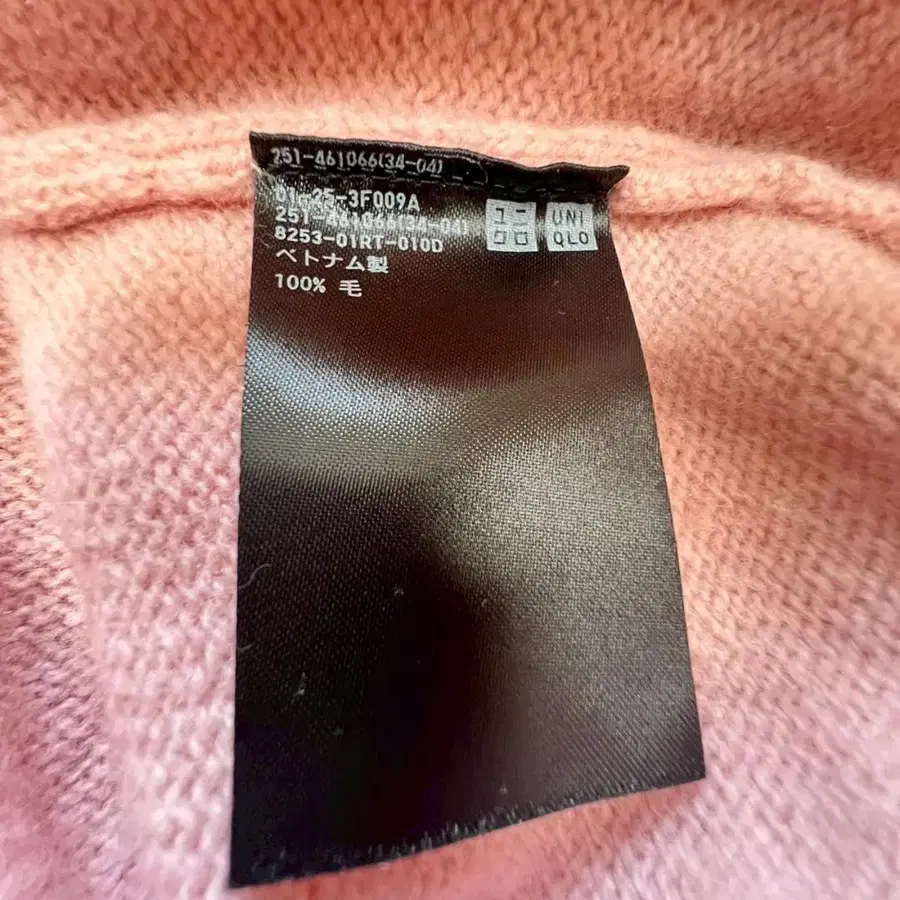 251-461066(34-04)
01-25-3F009A
251-461066(34-04)
8253-01RT-010D
ベトナム製
100% 毛
ユニ
クロ
UNI
QLO